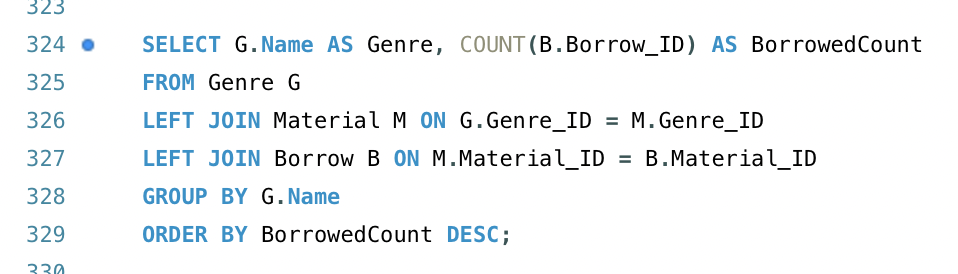 323
324 SELECT G.Name AS Genre, COUNT(B.Borrow_ID) AS BorrowedCount
325 FROM Genre G
326 LEFT JOIN Material M ON G.Genre_ID = M.Genre_ID
327 LEFT JOIN Borrow B ON M.Material_ID = B.Material_ID
328 GROUP BY G.Name
329 ORDER BY BorrowedCount DESC;
330